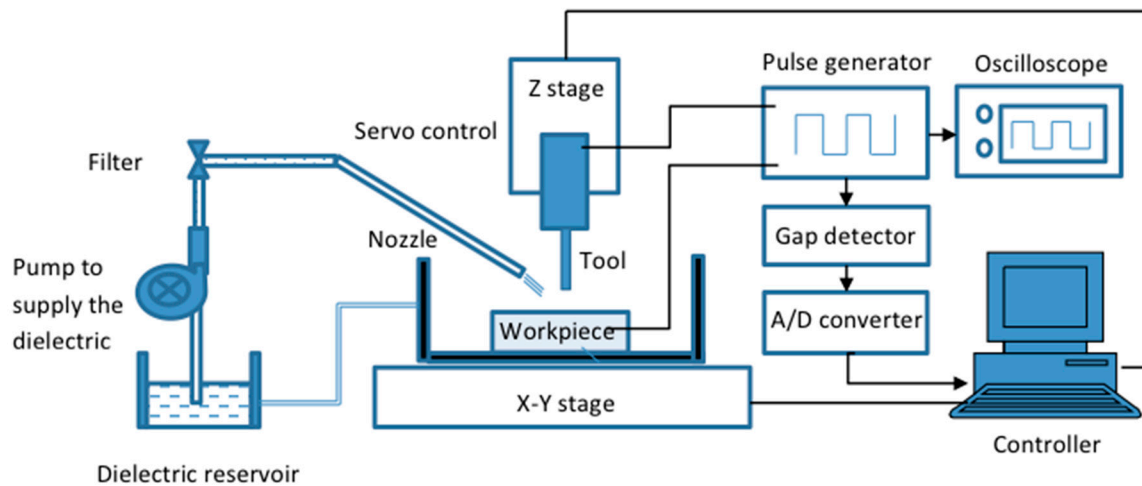 Pulse generator
Oscilloscope
Z stage
Servo control
Filter
Nozzle
Tool
Gap detector
Pump to
supply the
dielectric
Workpiece
A/D converter
X-Y stage
Controller
Dielectric reservoir